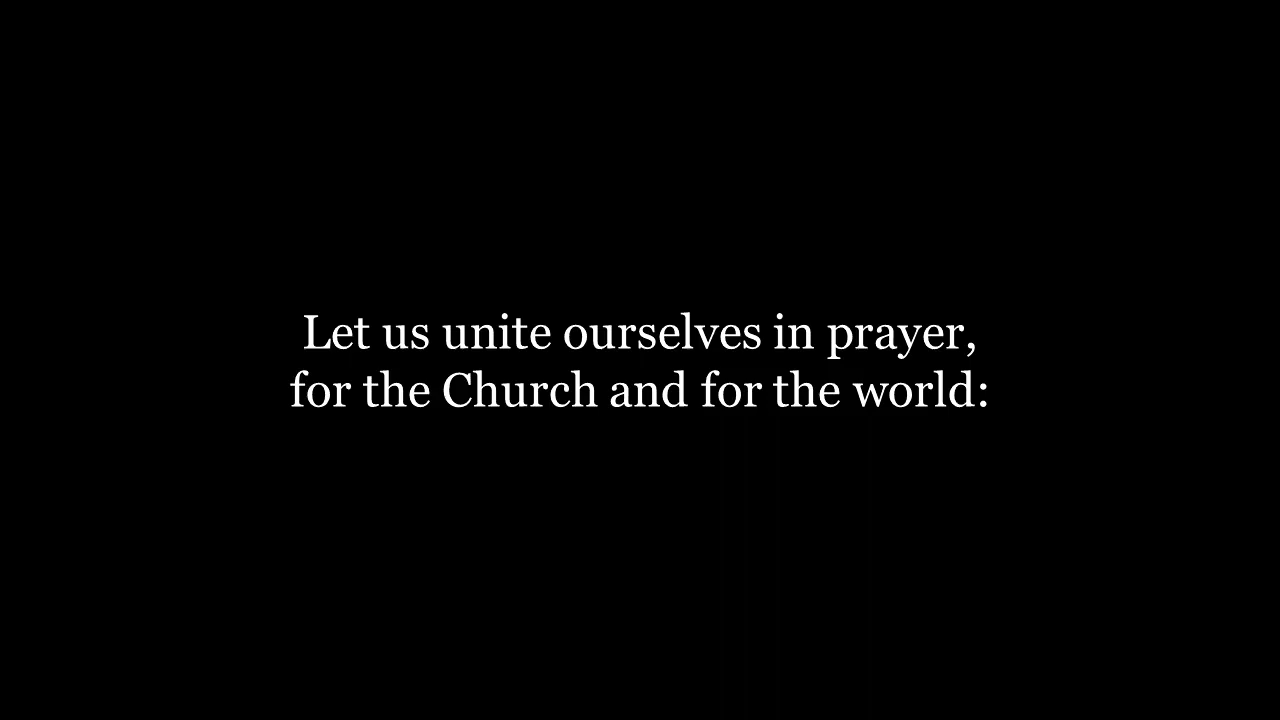 Let us unite ourselves in prayer,
for the Church and for the world: